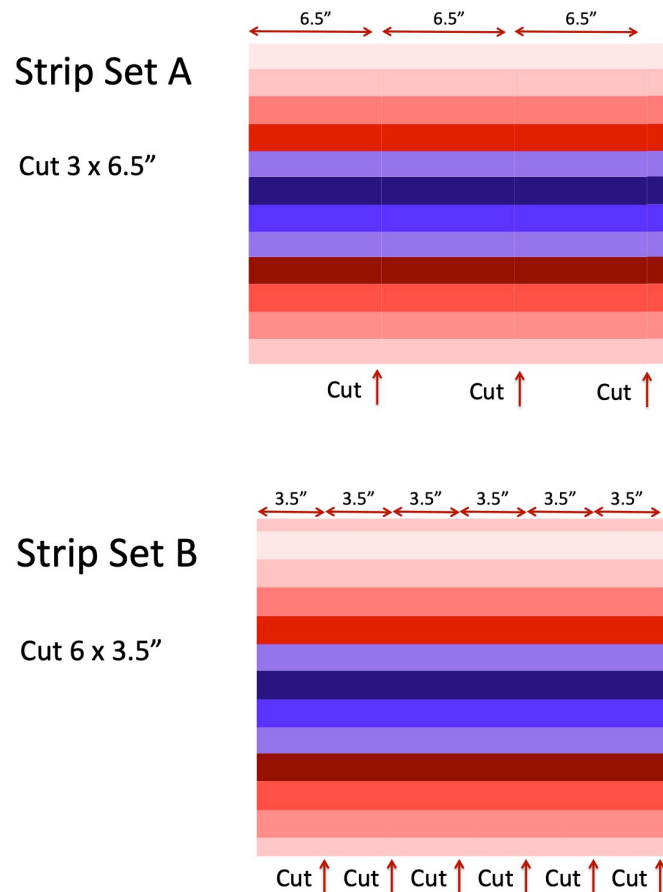 6.5” 6.5” 6.5”
Strip Set A
Cut 3 x 6.5”
Cut Cut Cut
3.5” 3.5” 3.5” 3.5” 3.5” 3.5”
Strip Set B
Cut 6 x 3.5”
Cut Cut Cut Cut Cut Cut